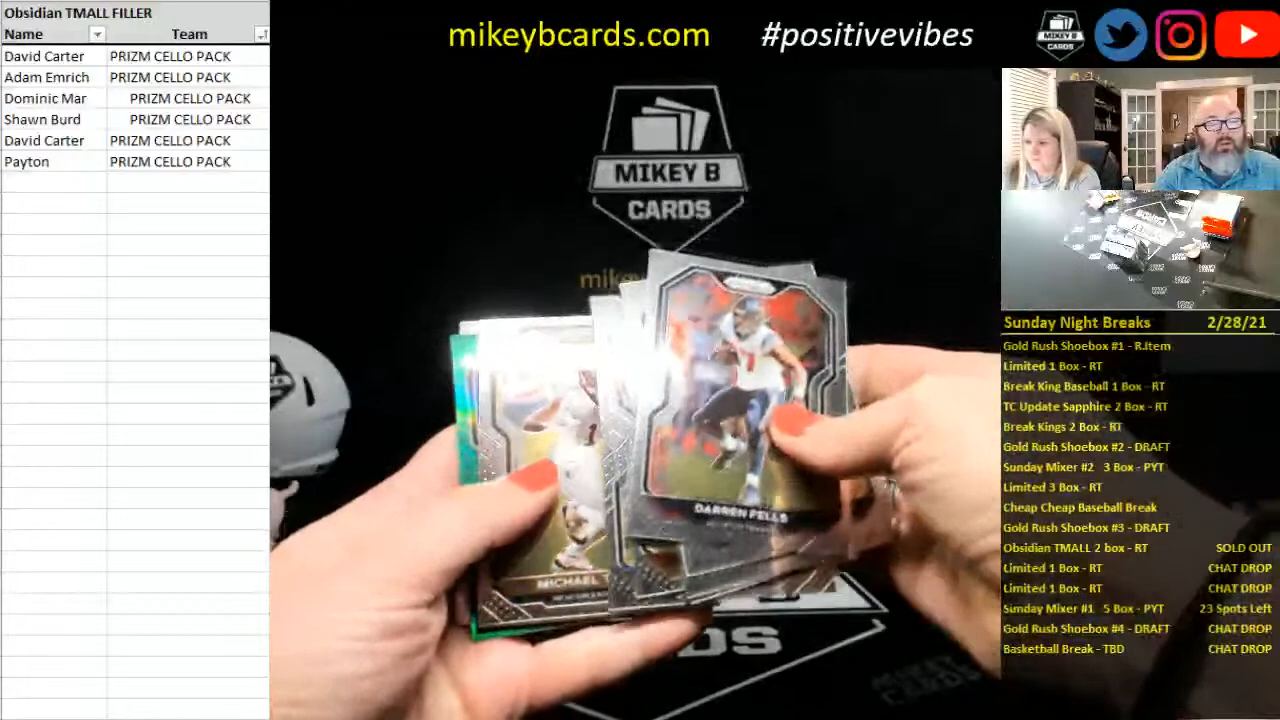 Obsidian TMALL FILLER
Name Team
David Carter PRIZM CELLO PACK
Adam Emrich PRIZM CELLO PACK
Dominic Mar PRIZM CELLO PACK
Shawn Burd PRIZM CELLO PACK
David Carter PRIZM CELLO PACK
Payton PRIZM CELLO PACK
mikeybcards.com #positivevibes
CARDS
MIKEY B
CARDS
mikey
DARREN FELLS
MICHAEL
CARDS
Sunday Night Breaks 2/28/21
Gold Rush Shoebox #1 - R.Item
Limited 1 Box - RT
Break King Baseball 1 Box - RT
TC Update Sapphire 2 Box - RT
Break Kings 2 Box - RT
Gold Rush Shoebox #2 - DRAFT
Sunday Mixer #2 3 Box - PYT
Limited 3 Box - RT
Cheap Cheap Baseball Break
Gold Rush Shoebox #3 - DRAFT
Obsidian TMALL 2 box - RT SOLD OUT
Limited 1 Box - RT CHAT DROP
Limited 1 Box - RT CHAT DROP
Sunday Mixer #1 5 Box - PYT 23 Spots Left
Gold Rush Shoebox #4 - DRAFT CHAT DROP
Basketball Break - TBD CHAT DROP